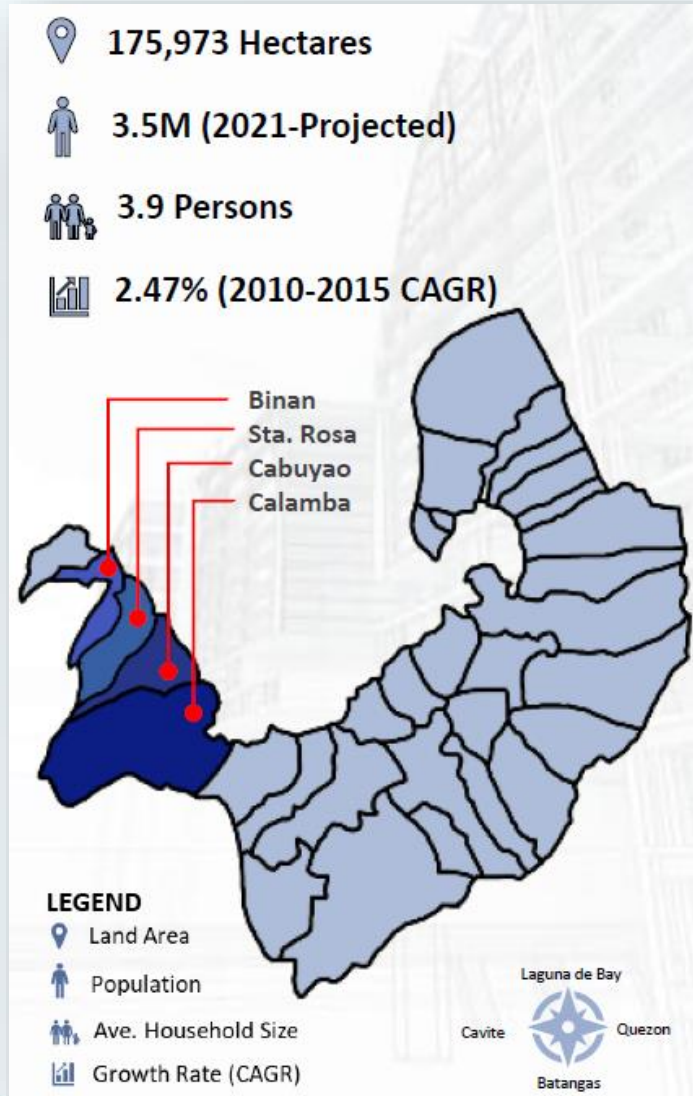 175,973 Hectares
3.5M (2021-Projected)
3.9 Persons
2.47% (2010-2015 CAGR)
Binan
Sta. Rosa
Cabuyao
Calamba
LEGEND
Land Area
Population
Ave. Household Size
Growth Rate (CAGR)
Laguna de Bay
Cavite
Quezon
Batangas